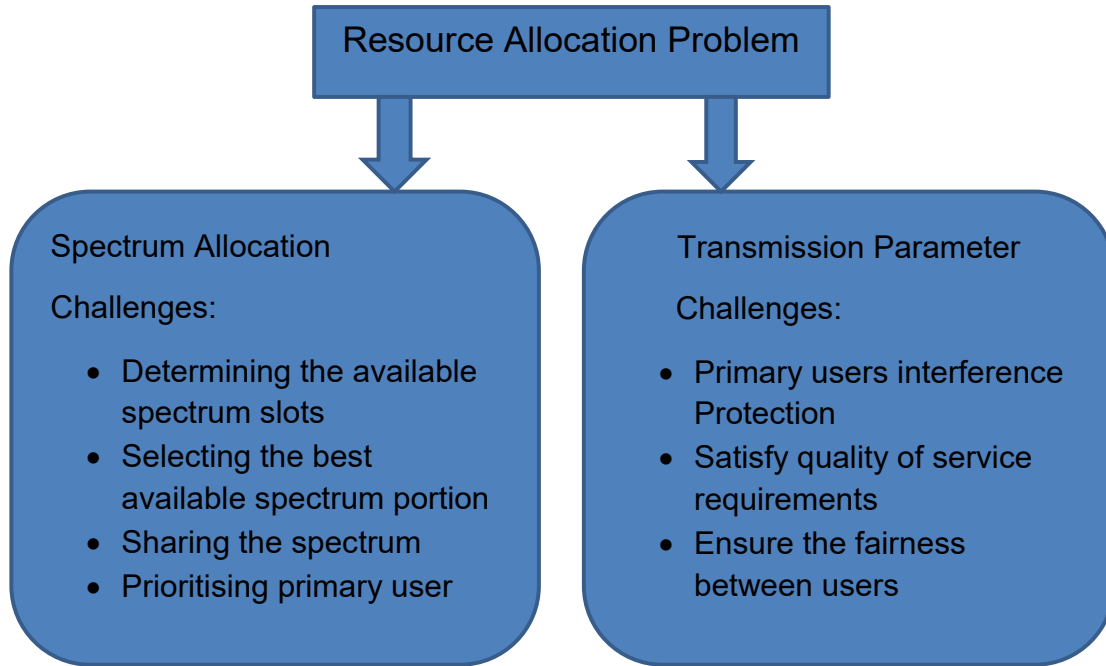 Resource Allocation Problem
Spectrum Allocation
Challenges:
• Determining the available
spectrum slots
• Selecting the best
available spectrum portion
• Sharing the spectrum
• Prioritising primary user
Transmission Parameter
Challenges:
• Primary users interference
Protection
• Satisfy quality of service
requirements
• Ensure the fairness
between users